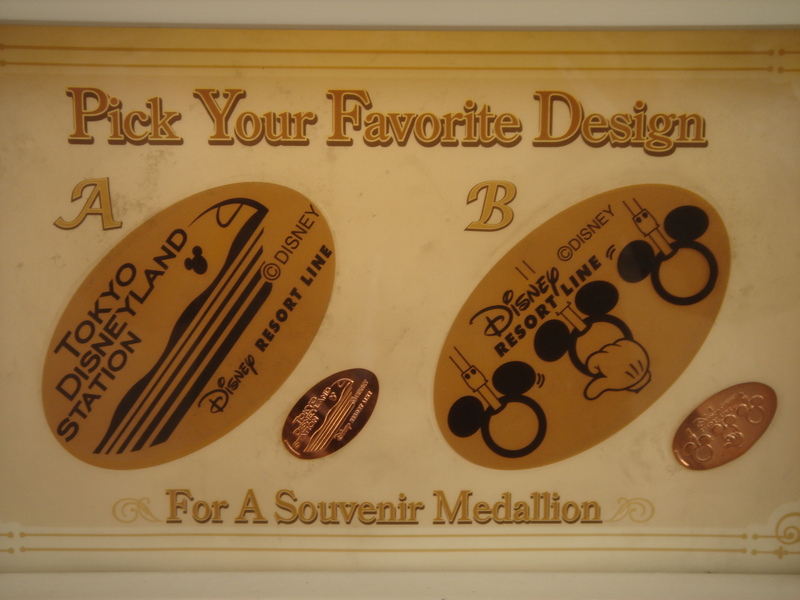 Pick Your Favorite Design
A
TOKYO
DISNEYLAND
STATION
©DISNEY
Disney RESORT LINE
B
©DISNEY
Disney
RESORT LINE
For A Souvenir Medallion